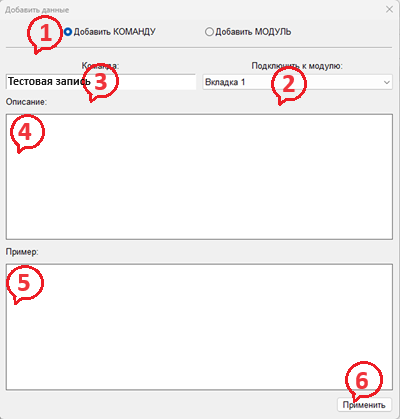 Добавить данные
1 Добавить КОМАНДУ Добавить МОДУЛЬ
Команда: Подключить к модулю:
Тестовая запись 3 Вкладка 1 2
Описание:
4
Пример:
5
6
Применить